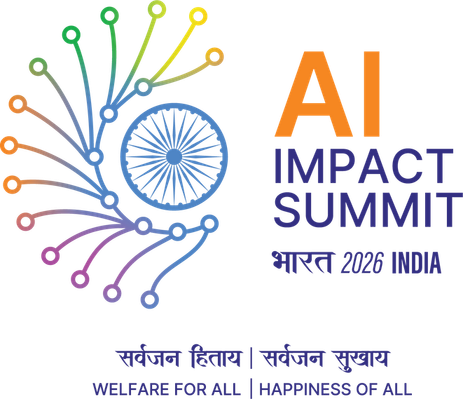 AI
IMPACT
SUMMIT
भारत 2026 INDIA
सर्वजन हिताय | सर्वजन सुखाय
WELFARE FOR ALL | HAPPINESS OF ALL